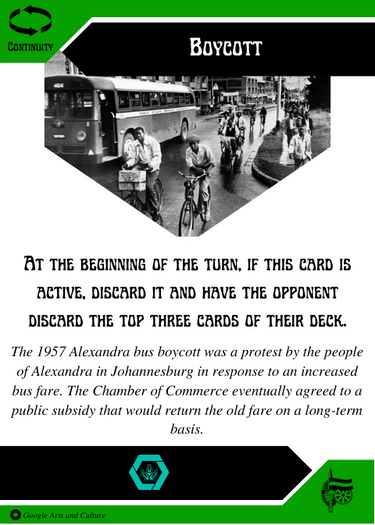 Boycott
Continuity
At the beginning of the turn, if this card is
active, discard it and have the opponent
discard the top three cards of their deck.
The 1957 Alexandra bus boycott was a protest by the people
of Alexandra in Johannesburg in response to an increased
bus fare. The Chamber of Commerce eventually agreed to a
public subsidy that would return the old fare on a long-term
basis.
Google Arts and Culture